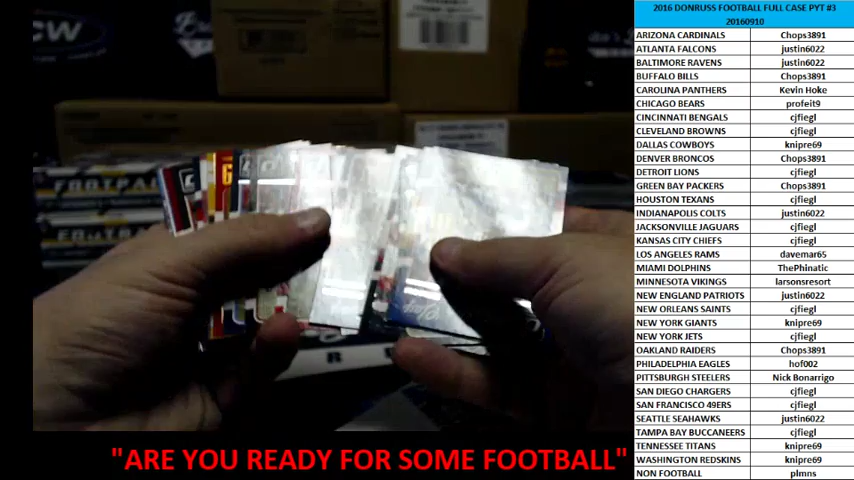 2016 DONRUSS FOOTBALL FULL CASE PYT #3
20160910
ARIZONA CARDINALS Chops3891
ATLANTA FALCONS justin6022
BALTIMORE RAVENS justin6022
BUFFALO BILLS Chops3891
CAROLINA PANTHERS Kevin Hoke
CHICAGO BEARS profeit9
CINCINNATI BENGALS cjfiegl
CLEVELAND BROWNS cjfiegl
DALLAS COWBOYS knipre69
DENVER BRONCOS Chops3891
DETROIT LIONS cjfiegl
GREEN BAY PACKERS Chops3891
HOUSTON TEXANS cjfiegl
INDIANAPOLIS COLTS justin6022
JACKSONVILLE JAGUARS cjfiegl
KANSAS CITY CHIEFS cjfiegl
LOS ANGELES RAMS davemar65
MIAMI DOLPHINS ThePhinatic
MINNESOTA VIKINGS larsonsresort
NEW ENGLAND PATRIOTS justin6022
NEW ORLEANS SAINTS cjfiegl
NEW YORK GIANTS knipre69
NEW YORK JETS cjfiegl
OAKLAND RAIDERS Chops3891
PHILADELPHIA EAGLES hof002
PITTSBURGH STEELERS Nick Bonarrigo
SAN DIEGO CHARGERS cjfiegl
SAN FRANCISCO 49ERS cjfiegl
SEATTLE SEAHAWKS justin6022
TAMPA BAY BUCCANEERS cjfiegl
TENNESSEE TITANS knipre69
WASHINGTON REDSKINS knipre69
NON FOOTBALL plmns
"ARE YOU READY FOR SOME FOOTBALL"